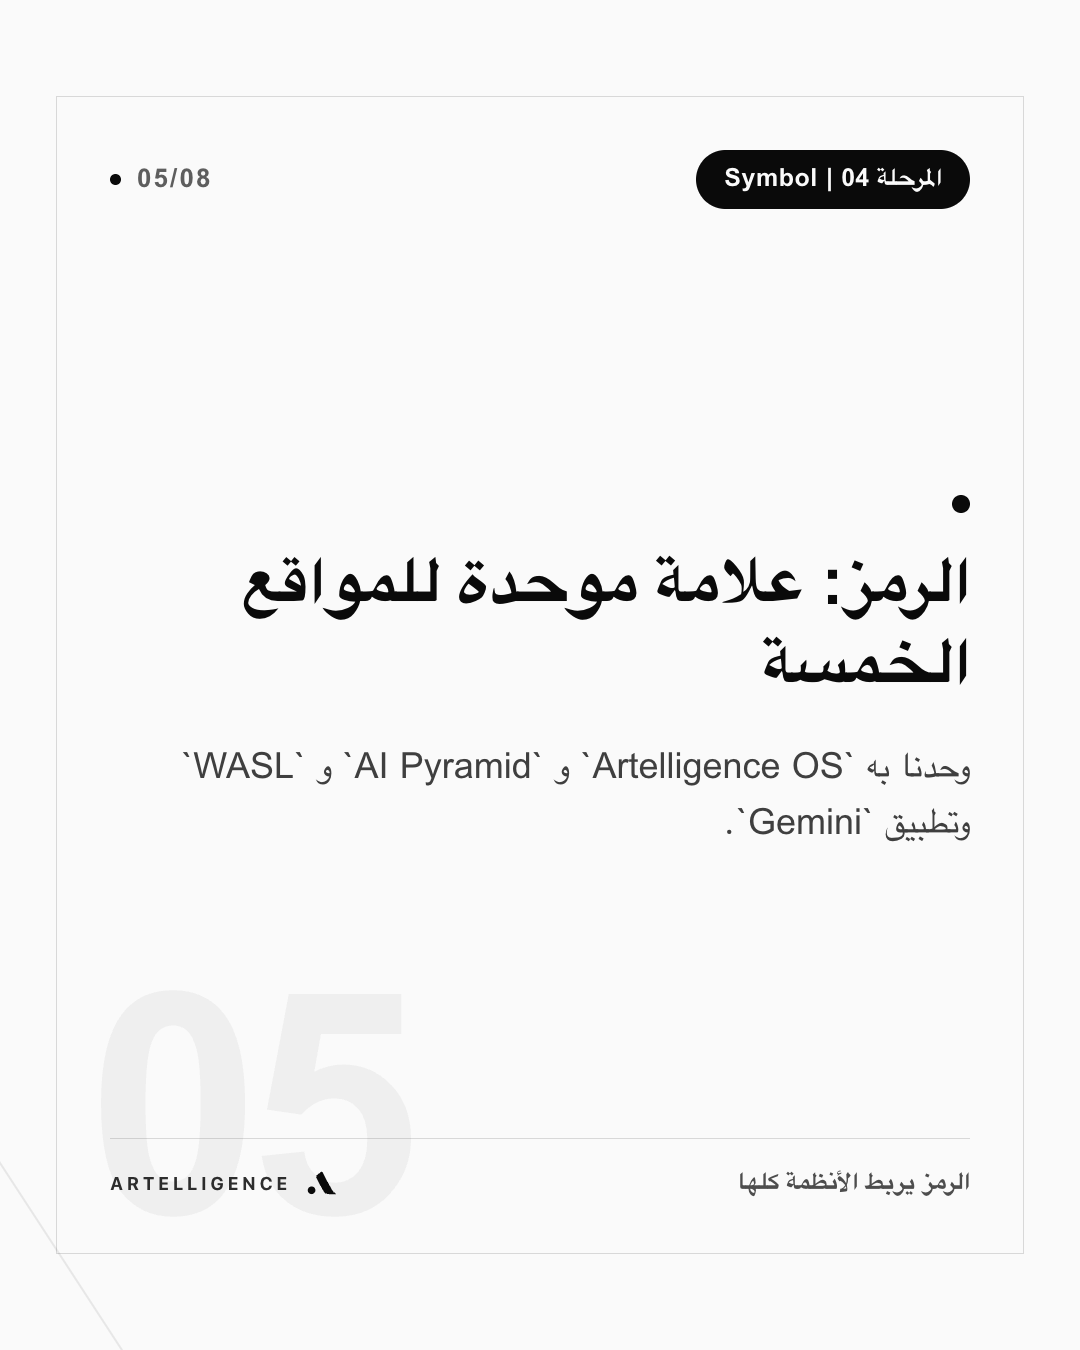 المرحلة 04 | Symbol
05/08
الرمز: علامة موحدة للمواقع
الخمسة
وحدنا به `Artelligence OS` و `AI Pyramid` و `WASL`
وتطبيق `Gemini`.
05
الرمز يربط الأنظمة كلها
ARTELLIGENCE